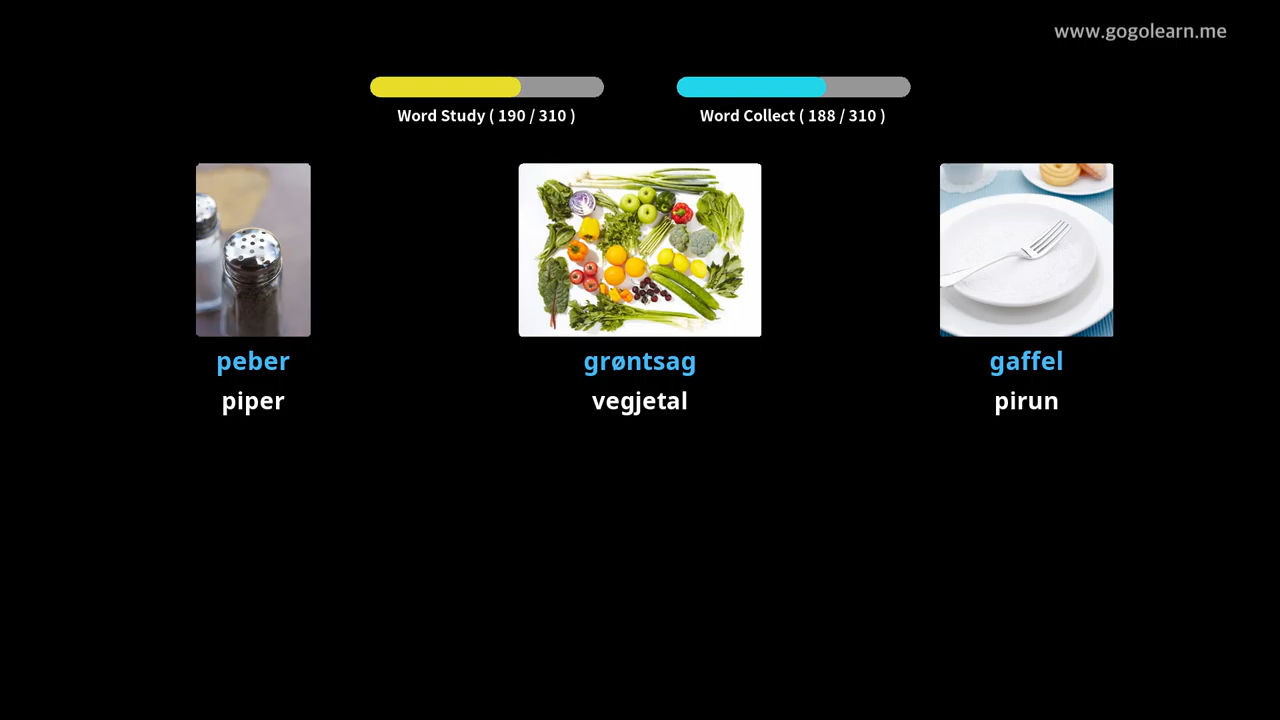 www.gogolearn.me
Word Study ( 190 / 310 )
Word Collect ( 188 / 310 )
peber
grøntsag
gaffel
piper
vegjetal
pirun